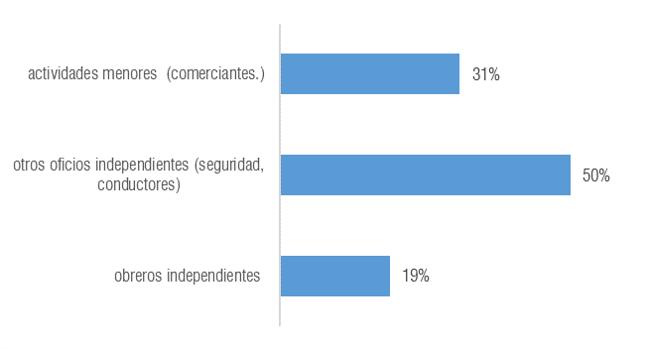 actividades menores (comerciantes.)
31%
otros oficios independientes (seguridad,
conductores)
50%
obreros independientes
19%